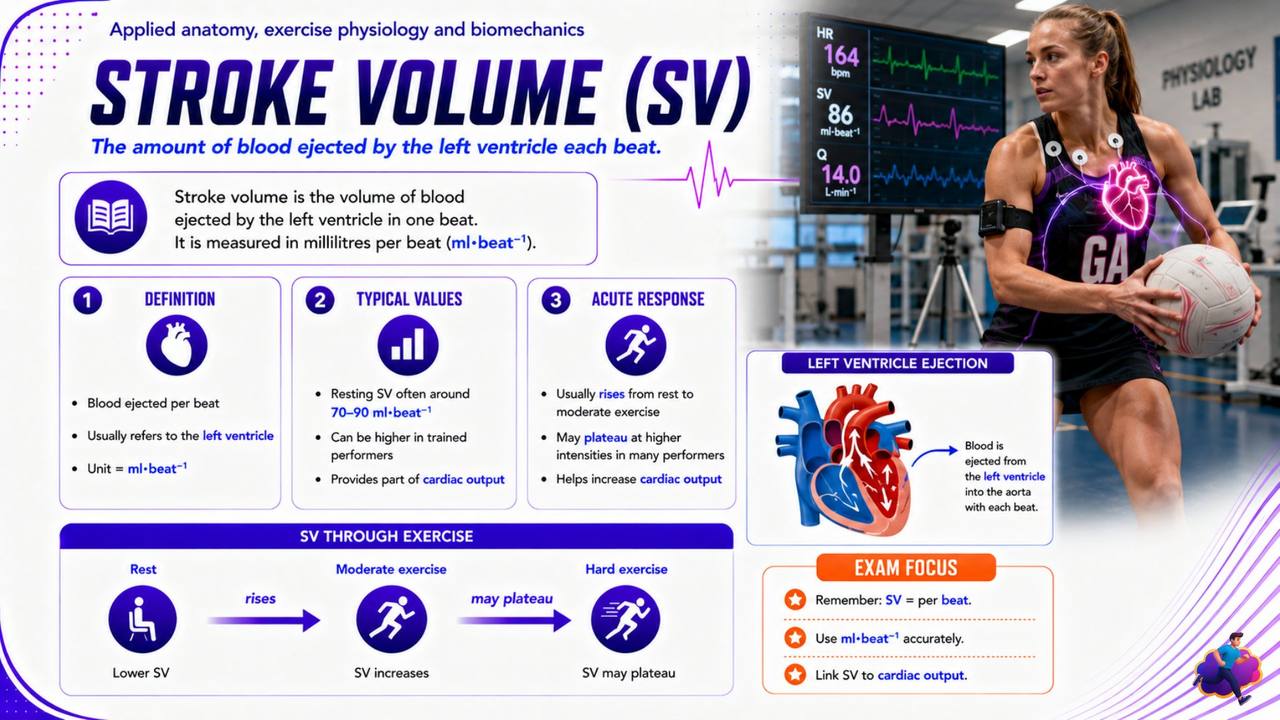 Applied anatomy, exercise physiology and biomechanics
STROKE VOLUME (SV)
The amount of blood ejected by the left ventricle each beat.
Stroke volume is the volume of blood
ejected by the left ventricle in one beat.
It is measured in millilitres per beat (ml•beat⁻¹).
1 DEFINITION
• Blood ejected per beat
• Usually refers to the left ventricle
• Unit = ml•beat⁻¹
2 TYPICAL VALUES
• Resting SV often around
70–90 ml•beat⁻¹
• Can be higher in trained
performers
• Provides part of cardiac output
3 ACUTE RESPONSE
• Usually rises from rest to
moderate exercise
• May plateau at higher
intensities in many performers
• Helps increase cardiac output
SV THROUGH EXERCISE
Rest
rises
Moderate exercise
may plateau
Hard exercise
Lower SV
SV increases
SV may plateau
HR
164
bpm
SV
86
ml•beat⁻¹
Q
14.0
L•min⁻¹
PHYSIOLOGY
LAB
GA
LEFT VENTRICLE EJECTION
Blood is
ejected from
the left ventricle
into the aorta
with each beat.
EXAM FOCUS
Remember: SV = per beat.
Use ml•beat⁻¹ accurately.
Link SV to cardiac output.